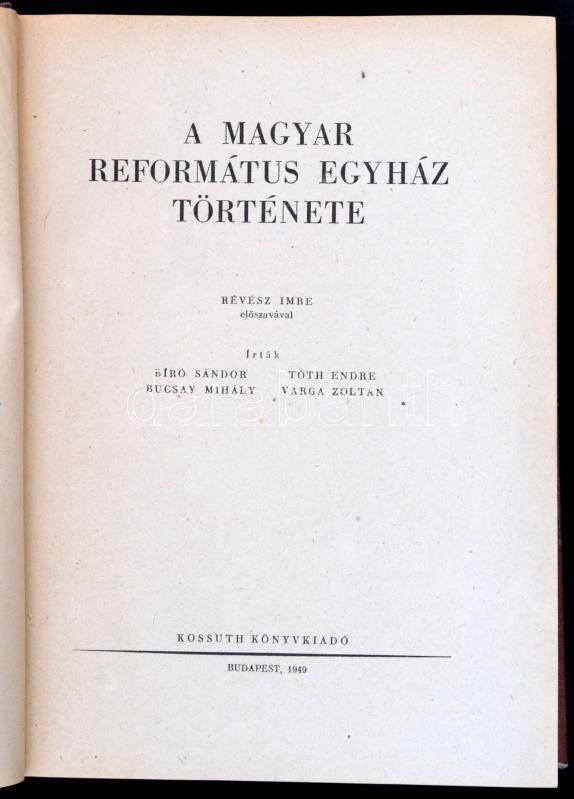 A MAGYAR
REFORMÁTUS EGYHÁZ
TÖRTÉNETE
RÉVÉSZ IMRE
előszavával
Írták
BÍRÓ SÁNDOR TÓTH ENDRE
BUCSAY MIHÁLY VARGA ZOLTÁN
darabanth
KOSSUTH KÖNYVKIADÓ
BUDAPEST, 1949